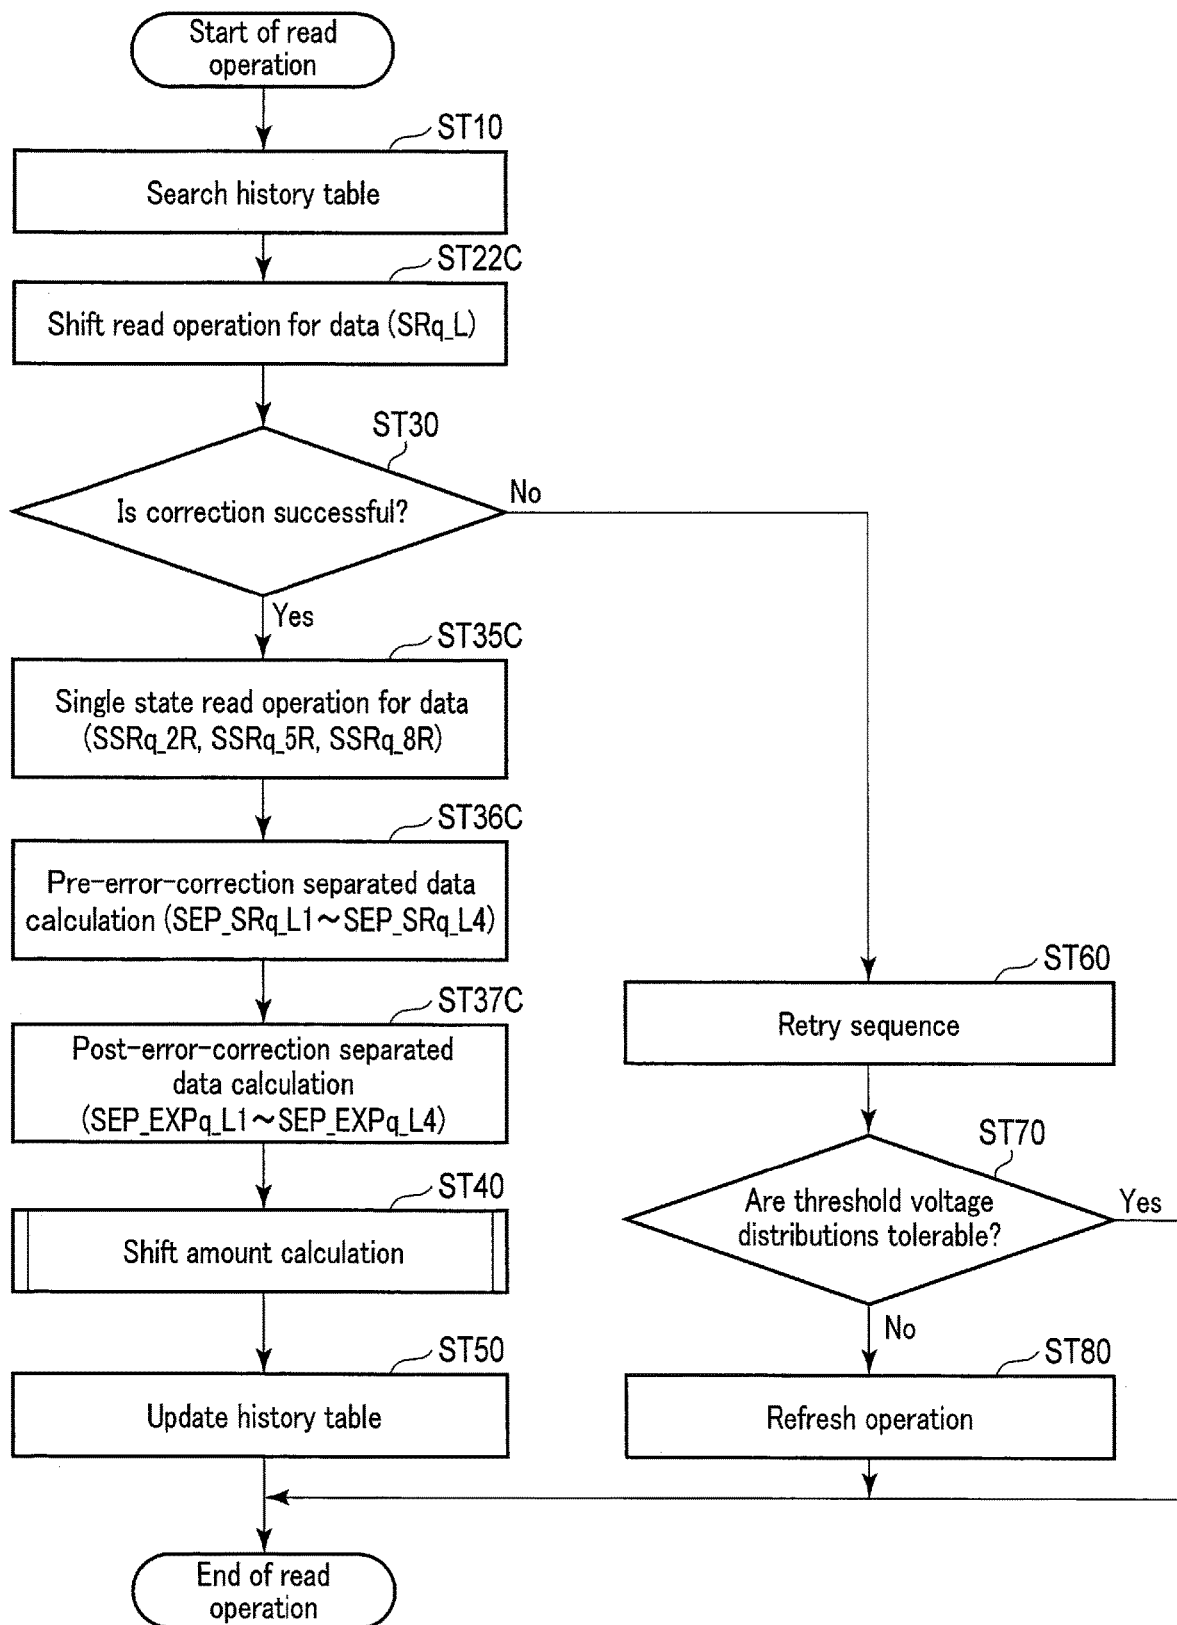 Start of read
operation
ST10
Search history table
ST22C
Shift read operation for data (SRq_L)
ST30
Is correction successful?
No
Yes
ST35C
Single state read operation for data
(SSRq_2R, SSRq_5R, SSRq_8R)
ST36C
Pre-error-correction separated data
calculation (SEP_SRq_L1~SEP_SRq_L4)
ST37C
Post-error-correction separated
data calculation
(SEP_EXPq_L1~SEP_EXPq_L4)
ST40
Shift amount calculation
ST50
Update history table
ST60
Retry sequence
ST70
Are threshold voltage
distributions tolerable?
Yes
No
ST80
Refresh operation
End of read
operation